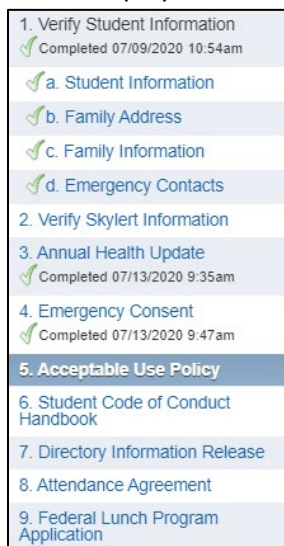 1. Verify Student Information
Completed 07/09/2020 10:54am
a. Student Information
b. Family Address
c. Family Information
d. Emergency Contacts
2. Verify Skylert Information
3. Annual Health Update
Completed 07/13/2020 9:35am
4. Emergency Consent
Completed 07/13/2020 9:47am
5. Acceptable Use Policy
6. Student Code of Conduct
Handbook
7. Directory Information Release
8. Attendance Agreement
9. Federal Lunch Program
Application